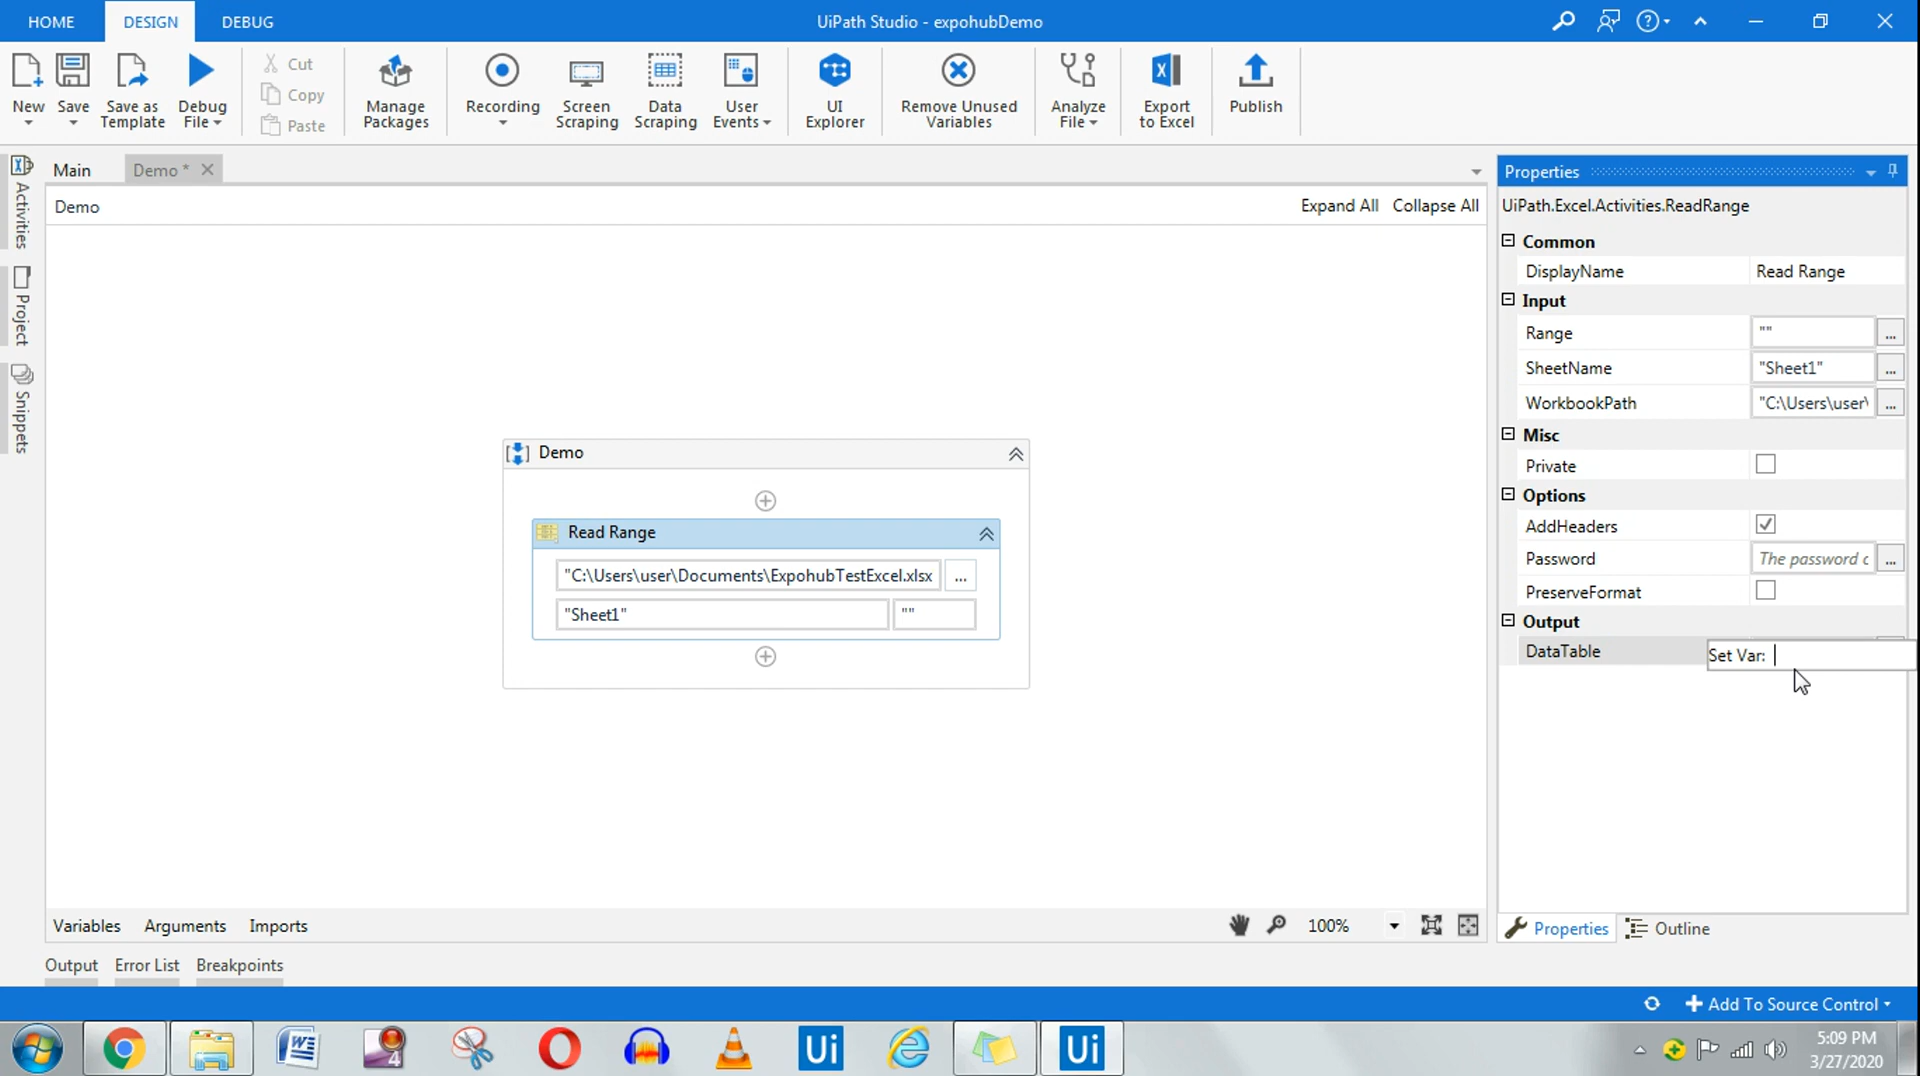 HOME DESIGN DEBUG UiPath Studio - expohubDemo
New Save Save as Template Debug File Cut Copy Paste Manage Packages Recording Screen Scraping Data Scraping User Events UI Explorer Remove Unused Variables Analyze File Export to Excel Publish
Main Demo *
Demo Expand All Collapse All
Activities
Project
Snippets
Demo
Read Range
"C:\Users\user\Documents\ExpohubTestExcel.xlsx ...
"Sheet1" ""
Properties
UiPath.Excel.Activities.ReadRange
Common
DisplayName Read Range
Input
Range "" ...
SheetName "Sheet1" ...
WorkbookPath "C:\Users\user\ ...
Misc
Private
Options
AddHeaders
Password The password ...
PreserveFormat
Output
DataTable Set Var:
Variables Arguments Imports 100%
Properties Outline
Output Error List Breakpoints
Add To Source Control
Ui Ui
5:09 PM
3/27/2020